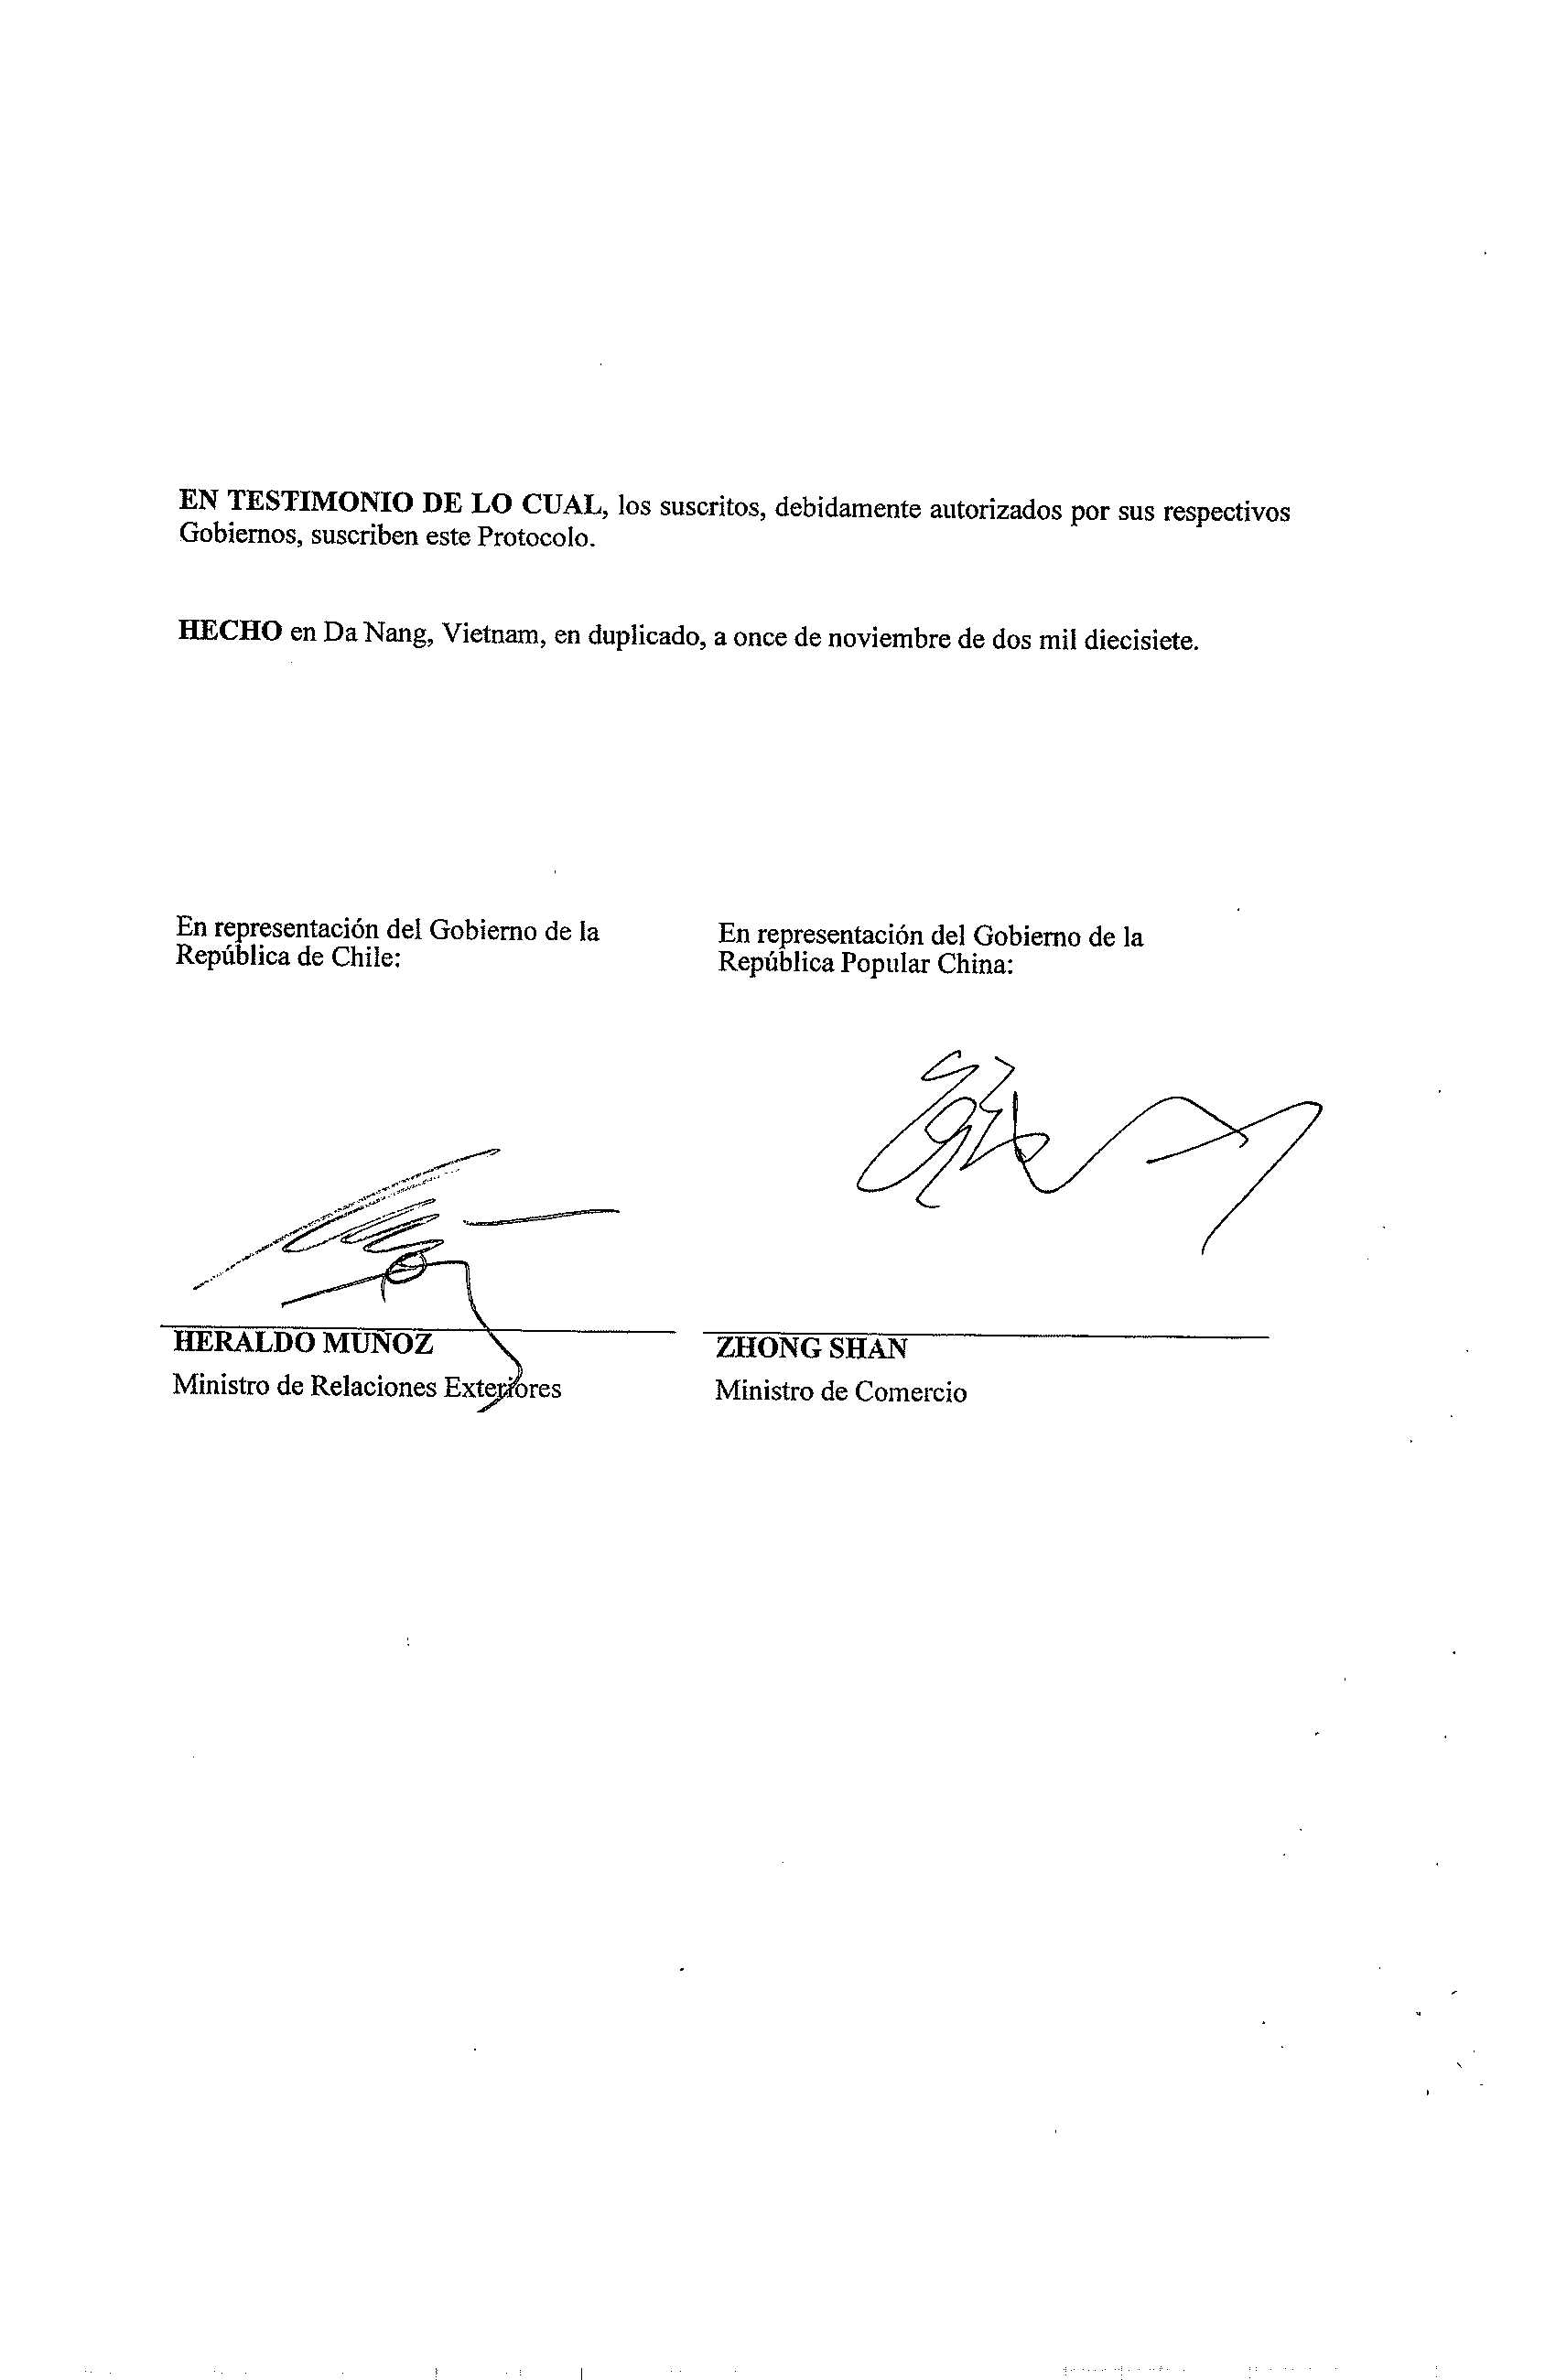 EN TESTIMONIO DE LO CUAL, los suscritos, debidamente autorizados por sus respectivos
Gobiernos, suscriben este Protocolo.
HECHO en Da Nang, Vietnam, en duplicado, a once de noviembre de dos mil diecisiete.
En representación del Gobierno de la
República de Chile:
En representación del Gobierno de la
República Popular China:
HERALDO MUÑOZ
Ministro de Relaciones Exteriores
ZHONG SHAN
Ministro de Comercio